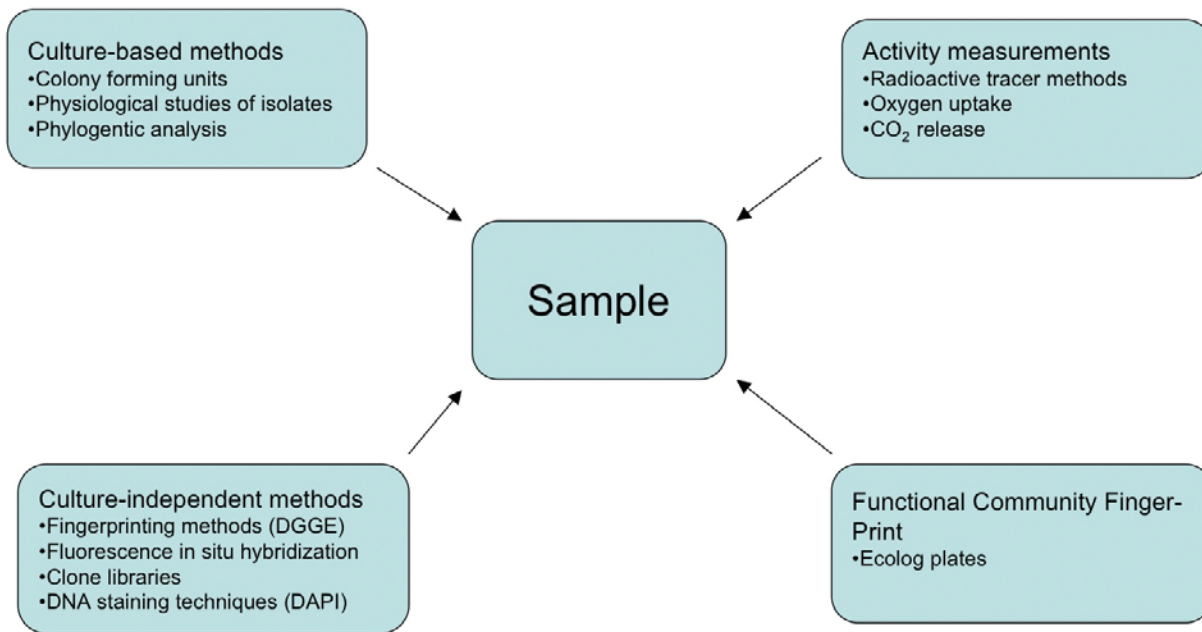 Culture-based methods
•Colony forming units
•Physiological studies of isolates
•Phylogentic analysis
Activity measurements
•Radioactive tracer methods
•Oxygen uptake
•CO₂ release
Sample
Culture-independent methods
•Fingerprinting methods (DGGE)
•Fluorescence in situ hybridization
•Clone libraries
•DNA staining techniques (DAPI)
Functional Community Finger-
Print
•Ecolog plates